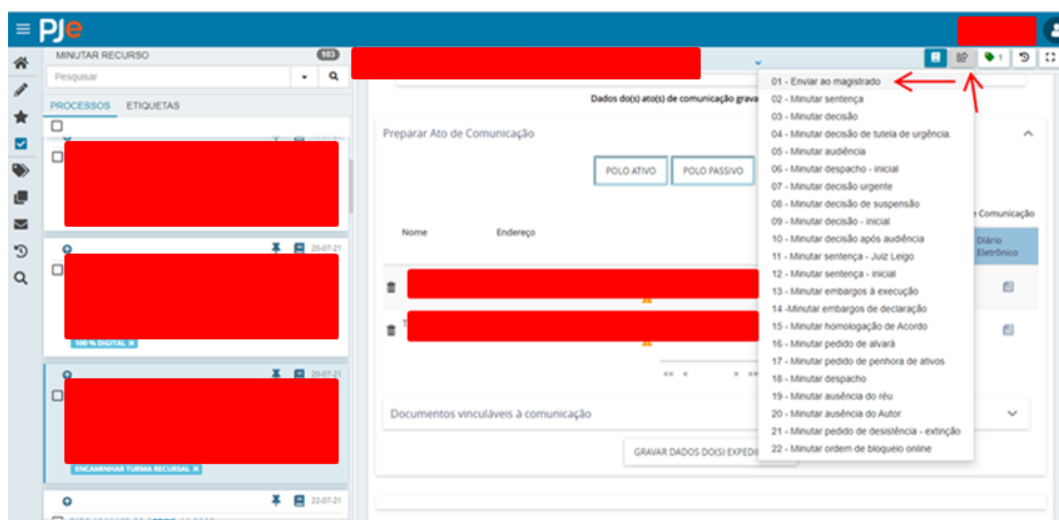 PJe
MINUTAR RECURSO
103
Pesquisar
PROCESSOS ETIQUETAS
20-07-21
100 % DIGITAL ×
20-07-21
ENCAMINHAR TURMA RECURSAL ×
22-07-21
1
Dados do(s) ato(s) de comunicação grava
Preparar Ato de Comunicação
POLO ATIVO POLO PASSIVO
Comunicação
Nome Endereço
Diário
Eletrônico
T
<< < > >>
Documentos vinculáveis à comunicação
GRAVAR DADOS DO(S) EXPEDI
01 - Enviar ao magistrado
02 - Minutar sentença
03 - Minutar decisão
04 - Minutar decisão de tutela de urgência.
05 - Minutar audiência
06 - Minutar despacho - inicial
07 - Minutar decisão urgente
08 - Minutar decisão de suspensão
09 - Minutar decisão - inicial
10 - Minutar decisão após audiência
11 - Minutar sentença - Juiz Leigo
12 - Minutar sentença - inicial
13 - Minutar embargos à execução
14 -Minutar embargos de declaração
15 - Minutar homologação de Acordo
16 - Minutar pedido de alvará
17 - Minutar pedido de penhora de ativos
18 - Minutar despacho
19 - Minutar ausência do réu
20 - Minutar ausência do Autor
21 - Minutar pedido de desistência - extinção
22 - Minutar ordem de bloqueio online